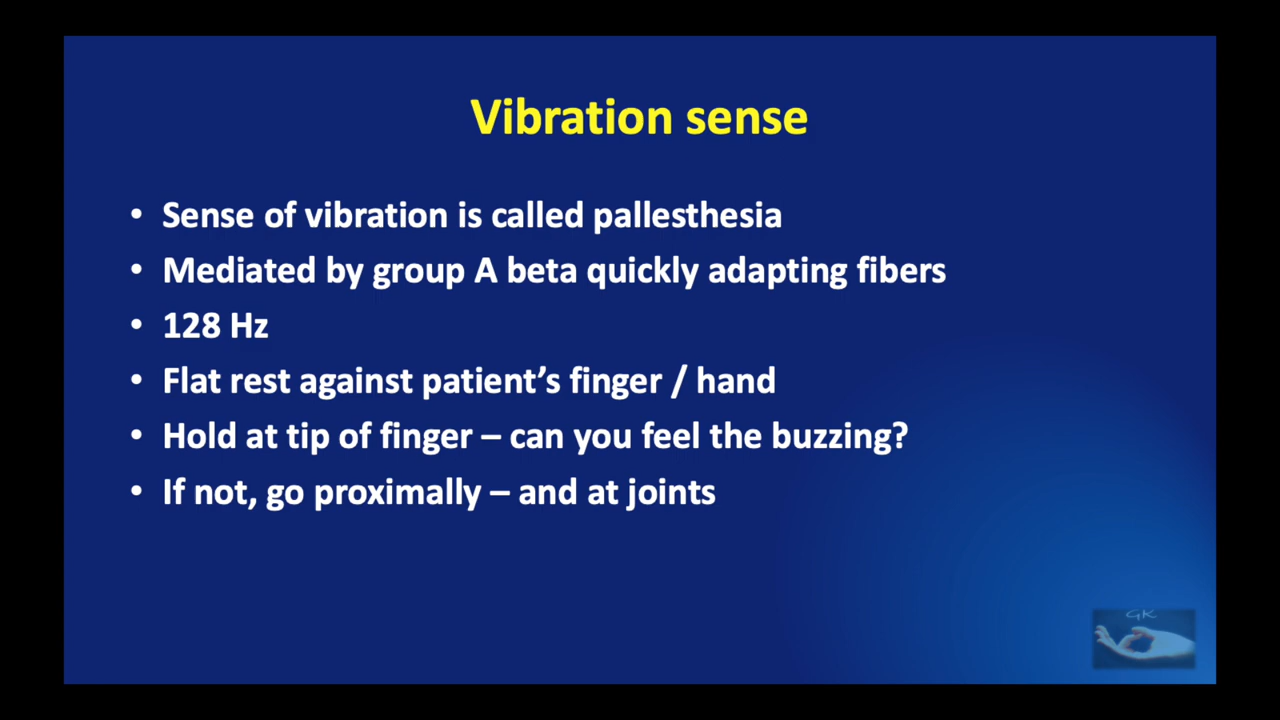 Vibration sense
• Sense of vibration is called pallesthesia
• Mediated by group A beta quickly adapting fibers
• 128 Hz
• Flat rest against patient’s finger / hand
• Hold at tip of finger – can you feel the buzzing?
• If not, go proximally – and at joints
GK